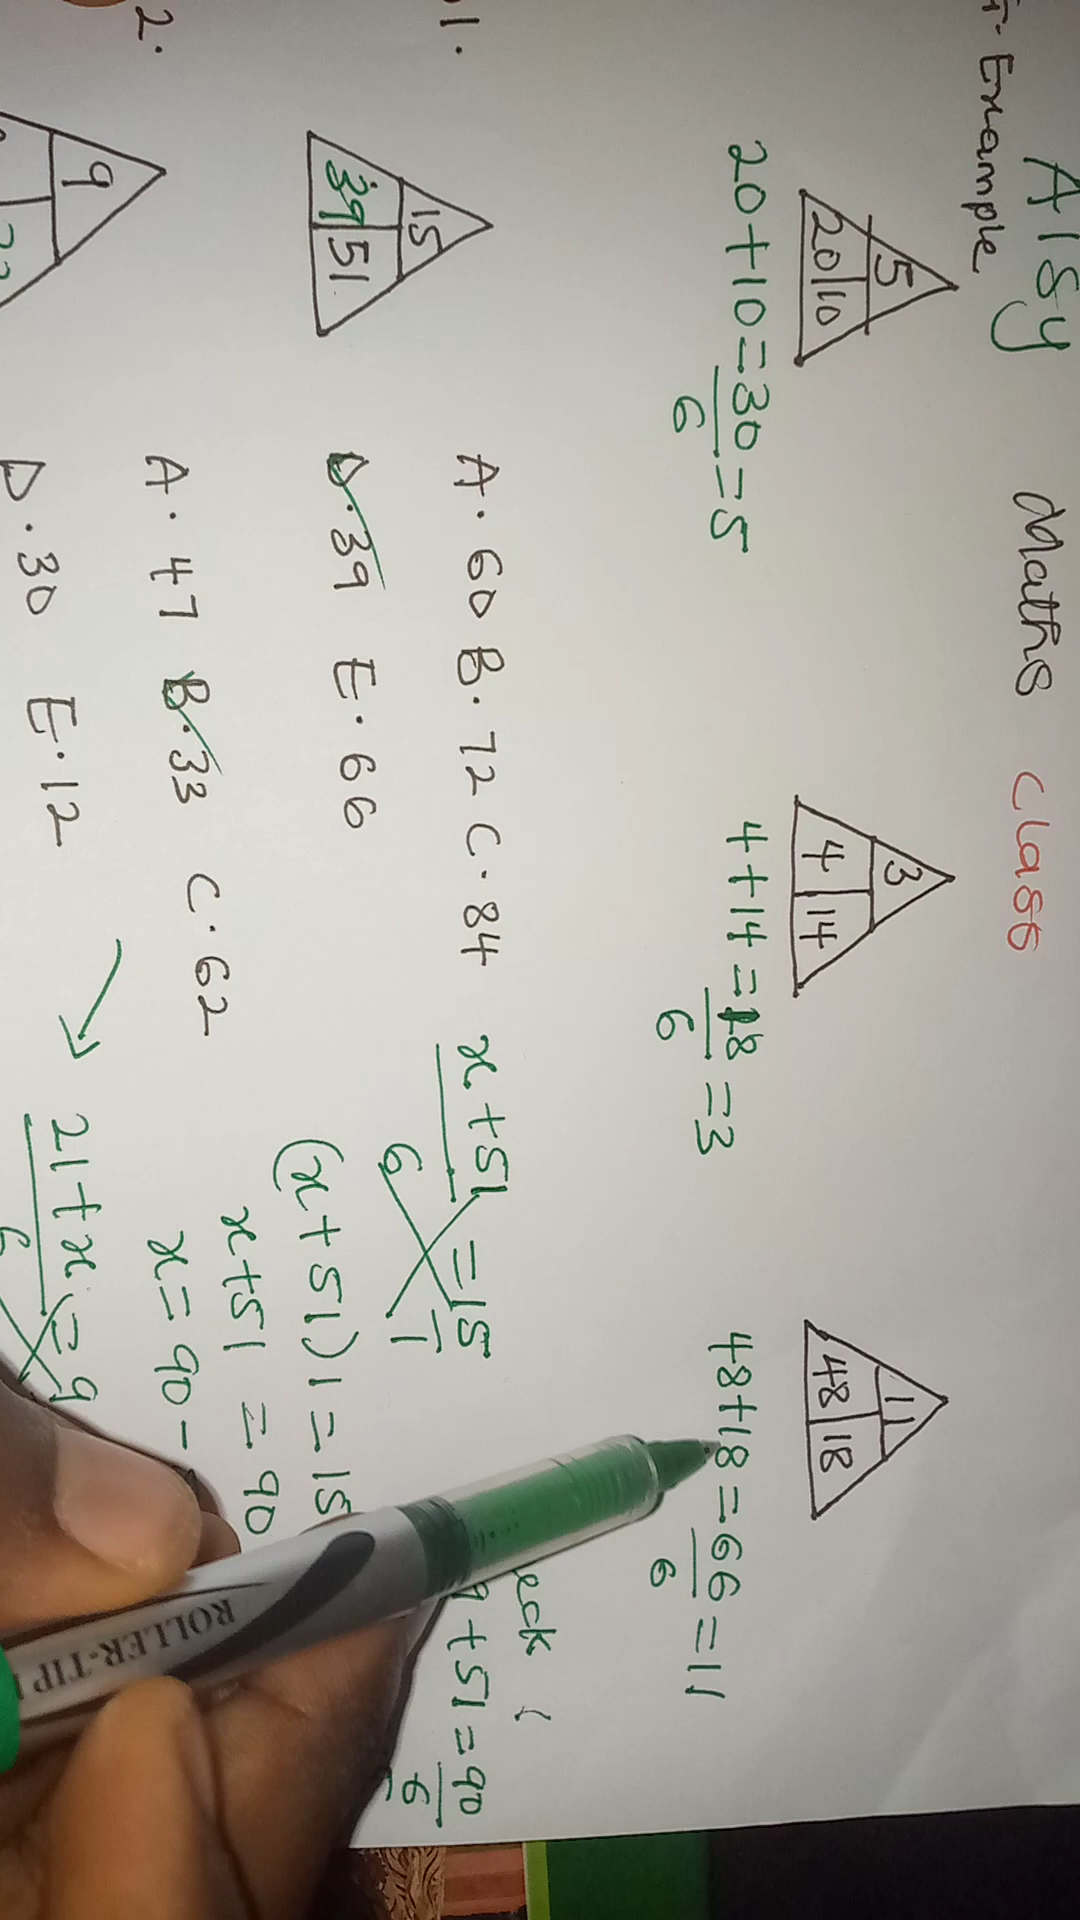 Alsy Maths Class
Example
5
20 10
3
4 14
11
48 18
20+10=30/6=5
4+14=18/6=3
48+18=66/6=11
1.
15
39 51
A. 60 B. 72 C. 84
D. 39 E. 66
x+51/6=15/1
(x+51)1=15
x+51=90
x=90-
eck
9+51=90/6
2.
9
A. 47 B. 33 C. 62
D. 30 E. 12
21+x/6=9
ROLLER-TIP